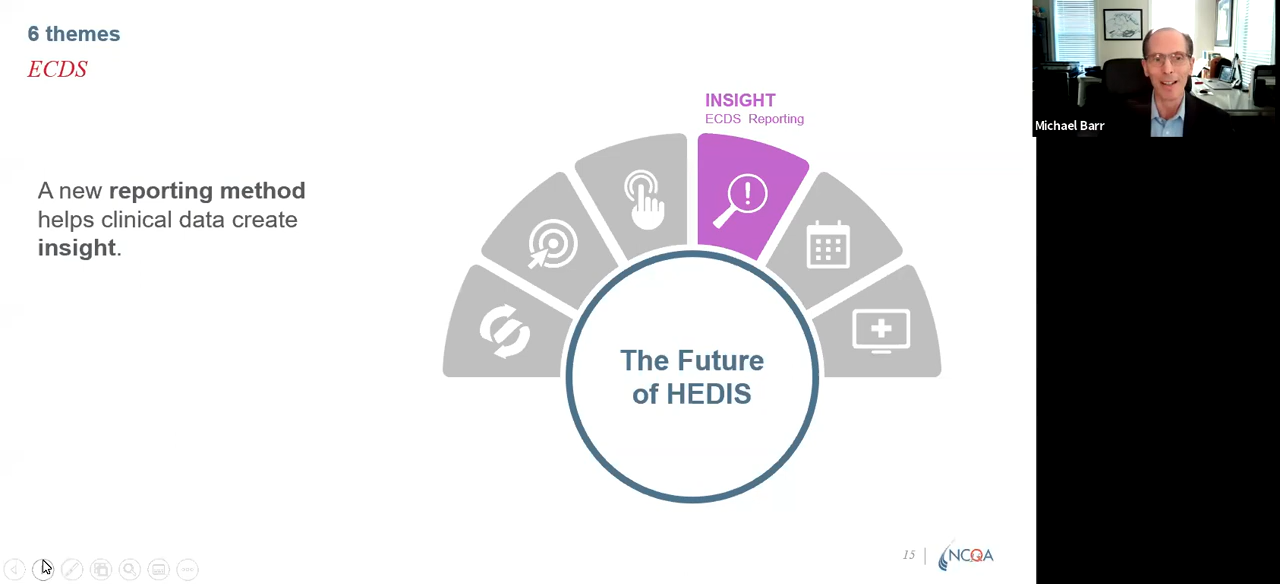 6 themes
ECDS
A new reporting method
helps clinical data create
insight.
INSIGHT
ECDS Reporting
The Future
of HEDIS
15
NCQA
Michael Barr